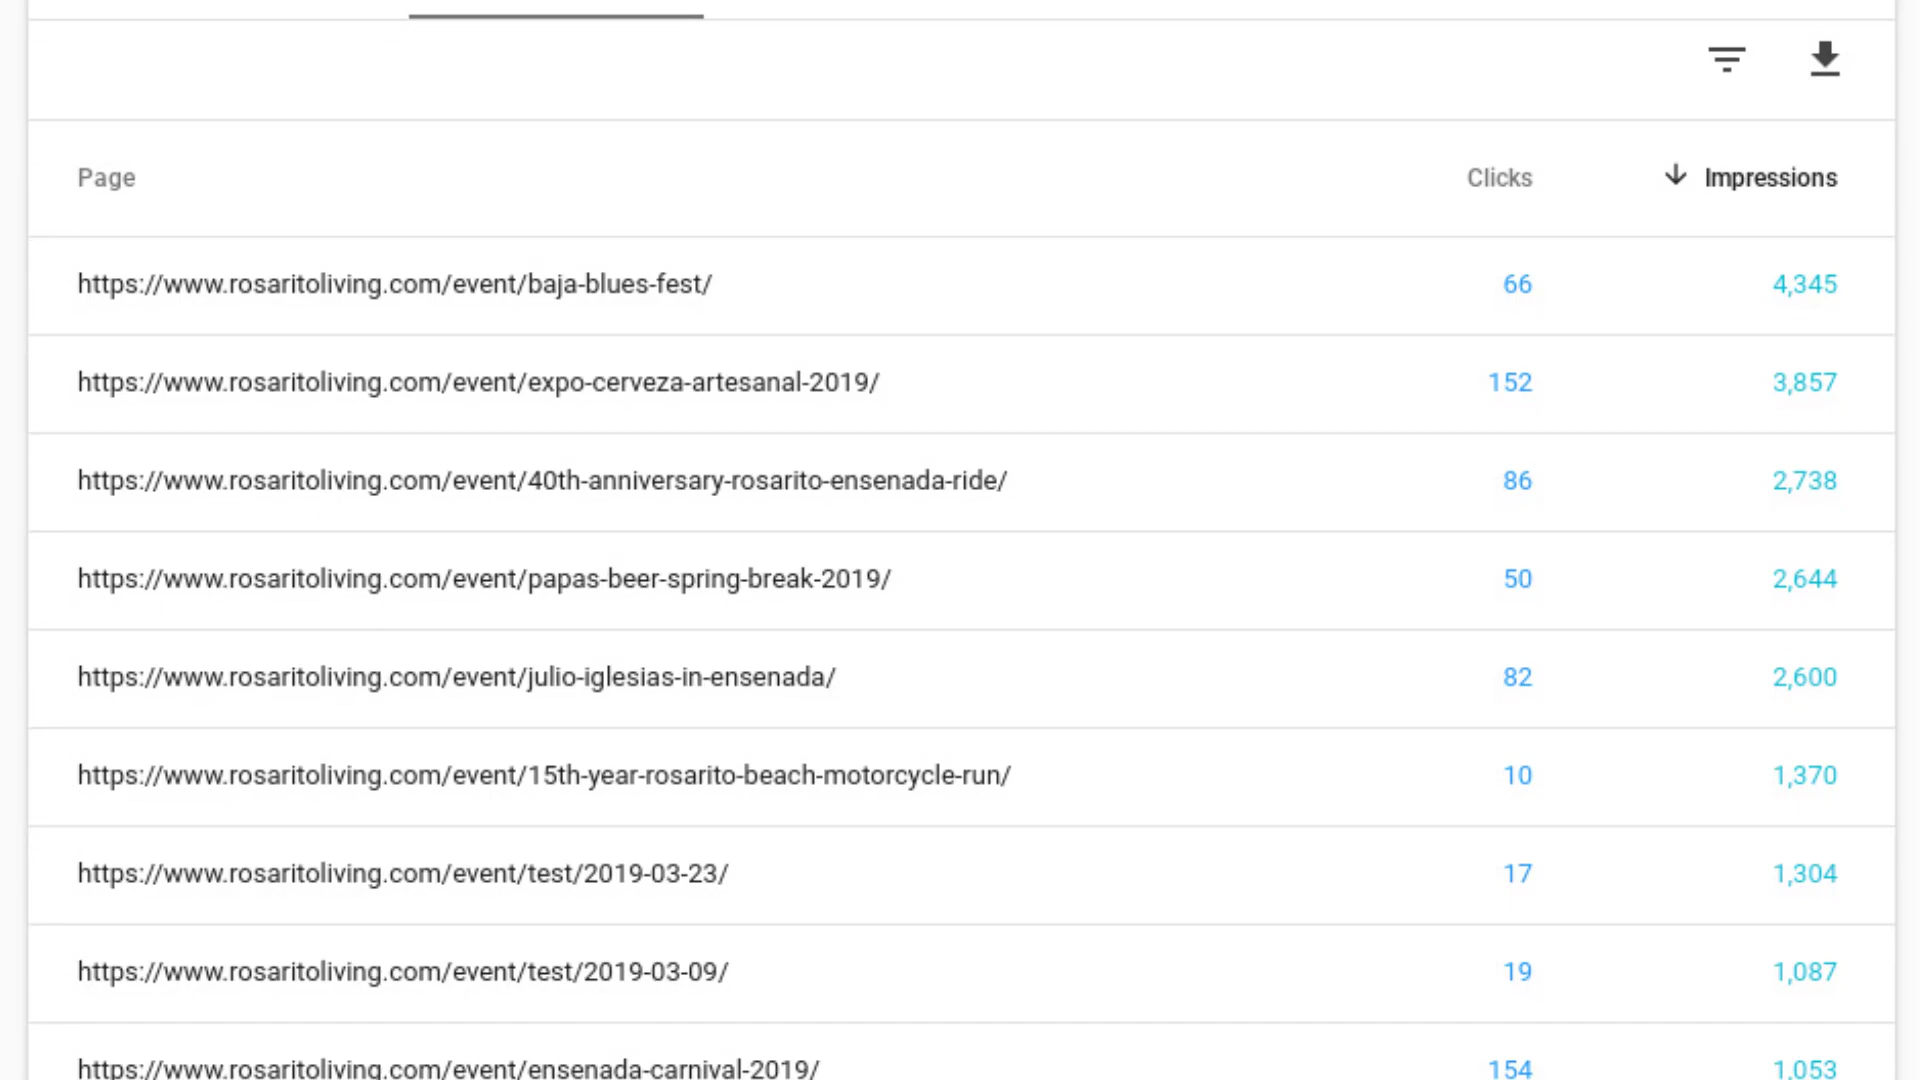 Page Clicks Impressions
https://www.rosaritoliving.com/event/baja-blues-fest/ 66 4,345
https://www.rosaritoliving.com/event/expo-cerveza-artesanal-2019/ 152 3,857
https://www.rosaritoliving.com/event/40th-anniversary-rosarito-ensenada-ride/ 86 2,738
https://www.rosaritoliving.com/event/papas-beer-spring-break-2019/ 50 2,644
https://www.rosaritoliving.com/event/julio-iglesias-in-ensenada/ 82 2,600
https://www.rosaritoliving.com/event/15th-year-rosarito-beach-motorcycle-run/ 10 1,370
https://www.rosaritoliving.com/event/test/2019-03-23/ 17 1,304
https://www.rosaritoliving.com/event/test/2019-03-09/ 19 1,087
https://www.rosaritoliving.com/event/ensenada-carnival-2019/ 154 1,053